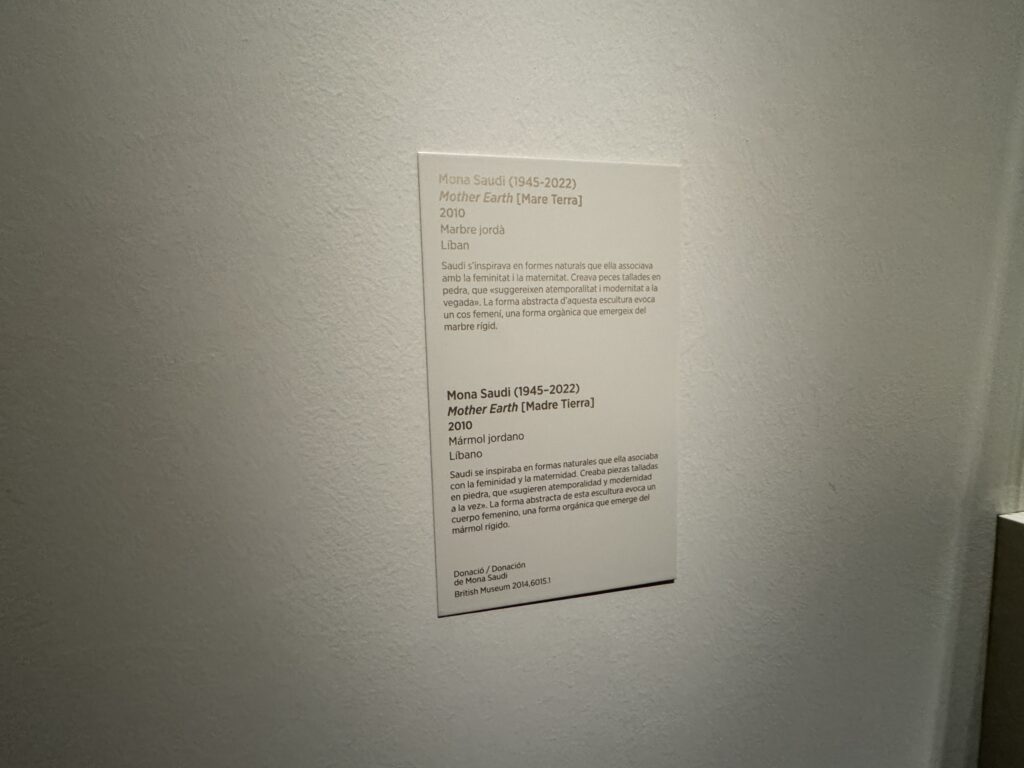 Mona Saudi (1945-2022)
Mother Earth [Mare Terra]
2010
Marbre jordà
Líban
Saudi s'inspirava en formes naturals que ella associava
amb la feminitat i la maternitat. Creava peces tallades en
pedra, que «suggereixen atemporalitat i modernitat a la
vegada». La forma abstracta d'aquesta escultura evoca
un cos femení, una forma orgànica que emergeix del
marbre rígid.
Mona Saudi (1945-2022)
Mother Earth [Madre Tierra]
2010
Mármol jordano
Líbano
Saudi se inspiraba en formas naturales que ella asociaba
con la feminidad y la maternidad. Creaba piezas talladas
en piedra, que «sugieren atemporalidad y modernidad
a la vez». La forma abstracta de esta escultura evoca un
cuerpo femenino, una forma orgánica que emerge del
mármol rígido.
Donació / Donación
de Mona Saudi
British Museum 2014,6015.1